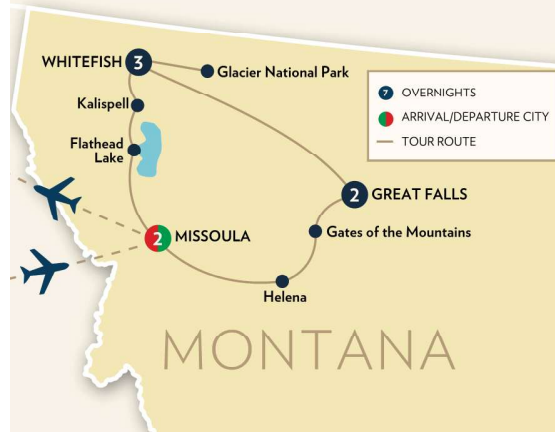 WHITEFISH 3
Glacier National Park
Kalispell
Flathead
Lake
7 OVERNIGHTS
ARRIVAL/DEPARTURE CITY
TOUR ROUTE
2 GREAT FALLS
2 MISSOULA
Gates of the Mountains
Helena
MONTANA